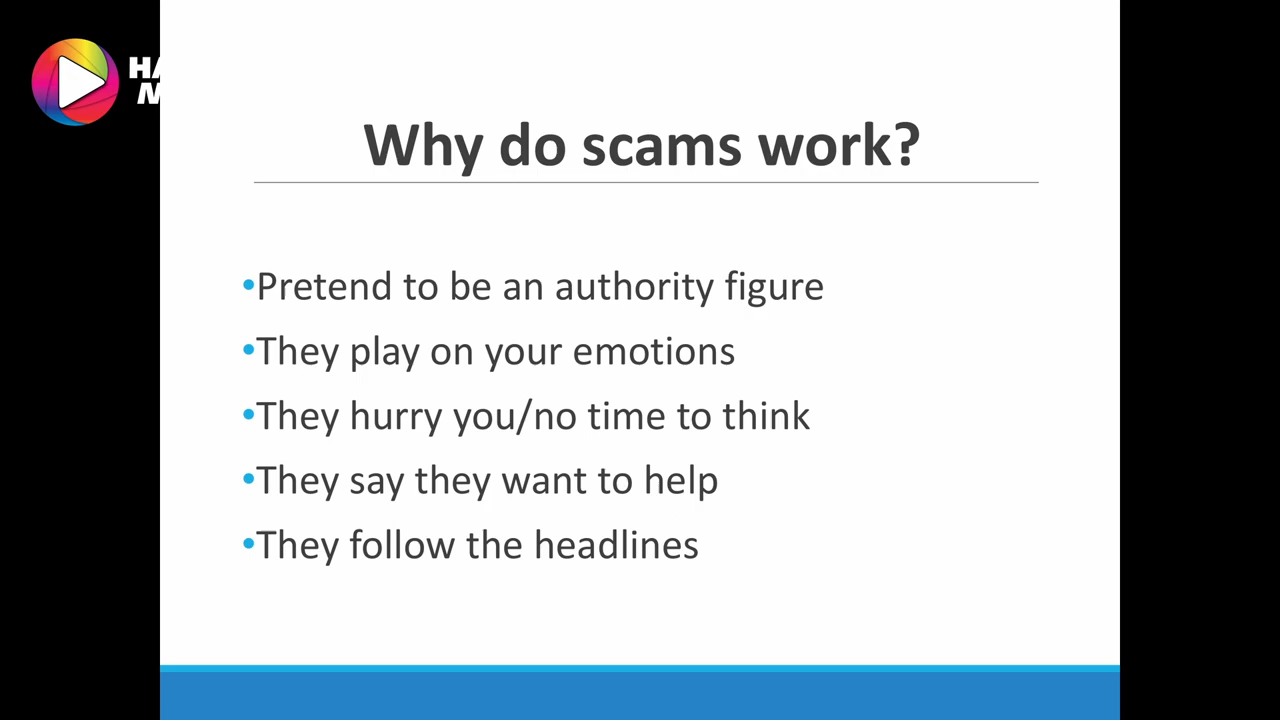 HA
M
Why do scams work?
•Pretend to be an authority figure
•They play on your emotions
•They hurry you/no time to think
•They say they want to help
•They follow the headlines